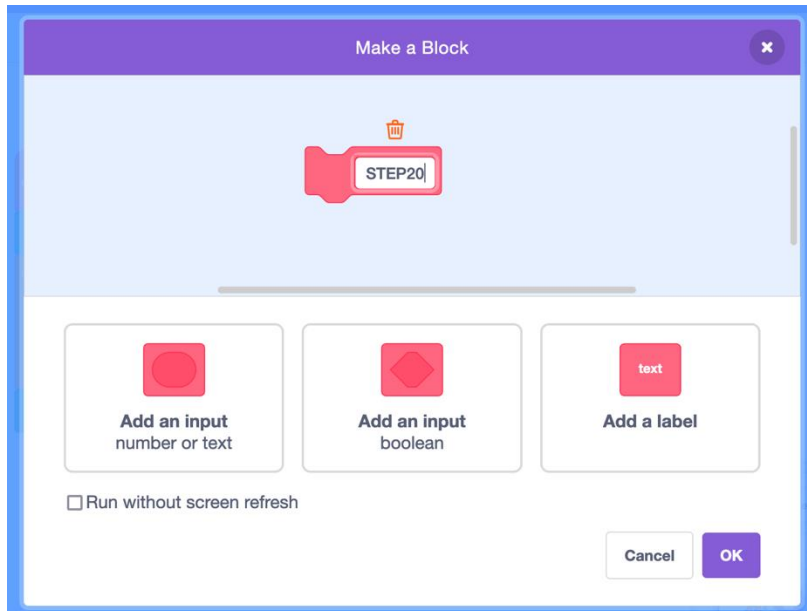 Make a Block
STEP20
text
Add an input
number or text
Add an input
boolean
Add a label
Run without screen refresh
Cancel
OK